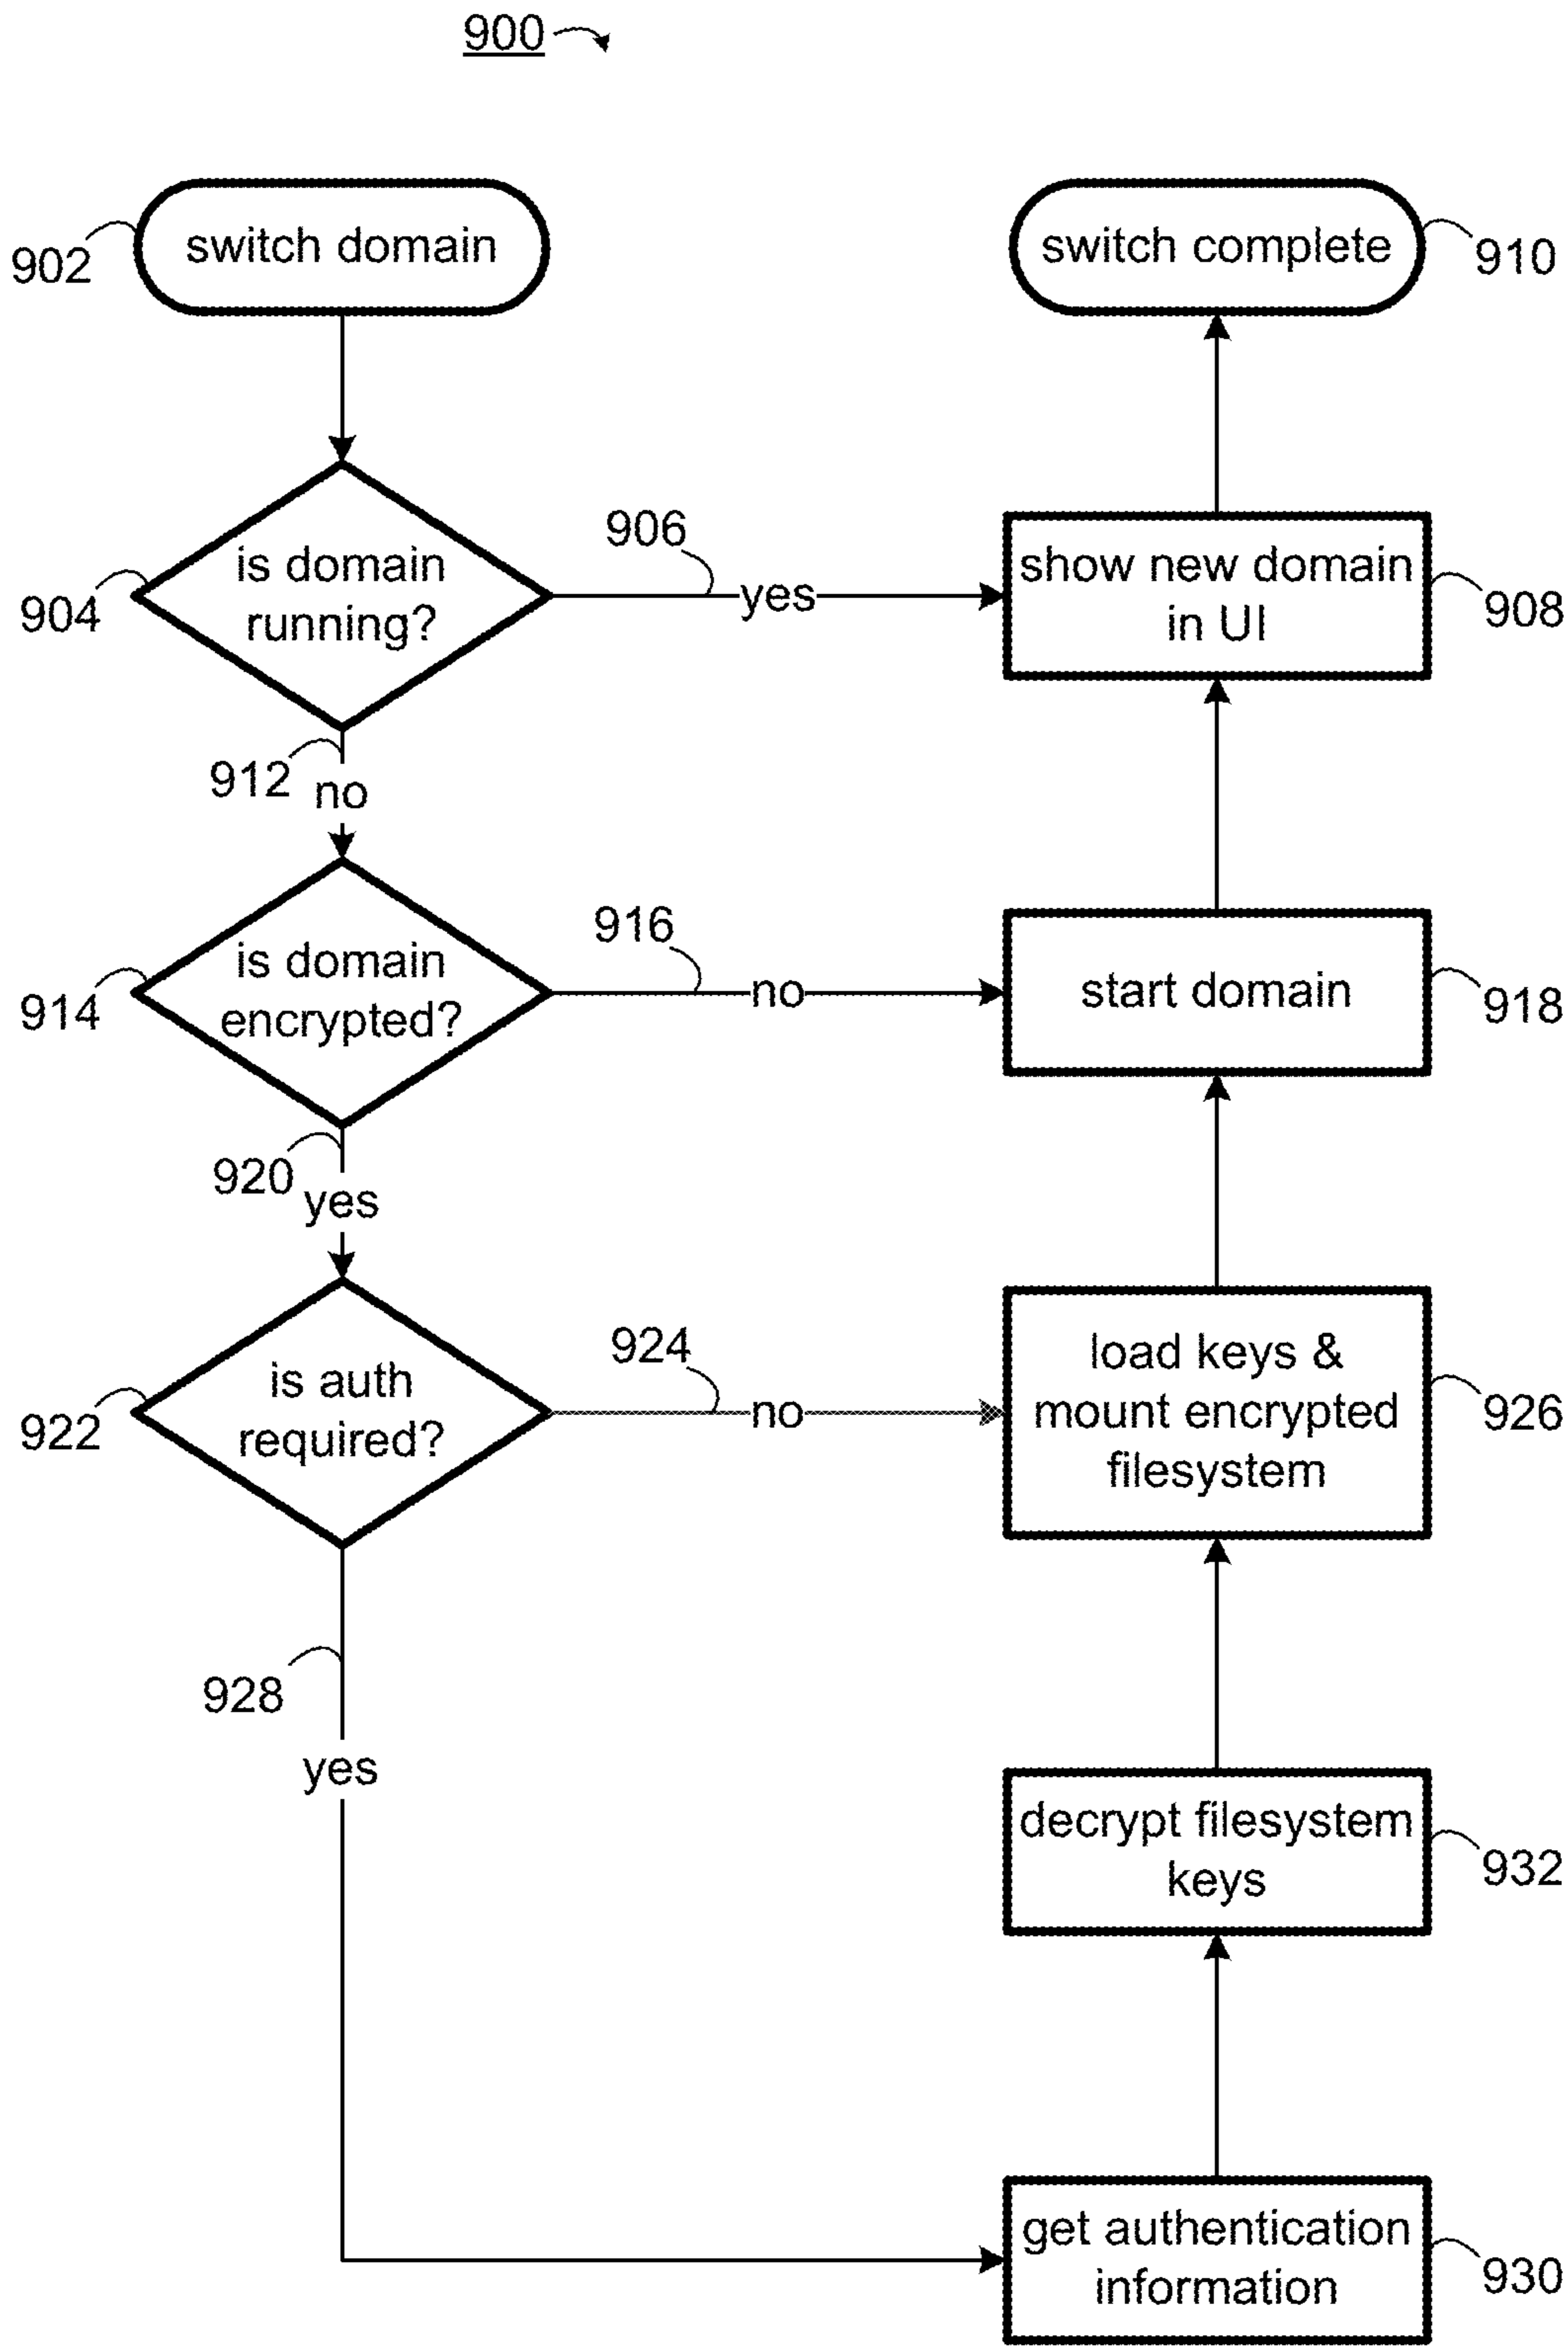 900
switch domain
902
switch complete
910
is domain
running?
904
906
yes
show new domain
in UI
908
912
no
is domain
encrypted?
914
916
no
start domain
918
920
yes
is auth
required?
922
924
no
load keys &
mount encrypted
filesystem
926
928
yes
decrypt filesystem
keys
932
get authentication
information
930